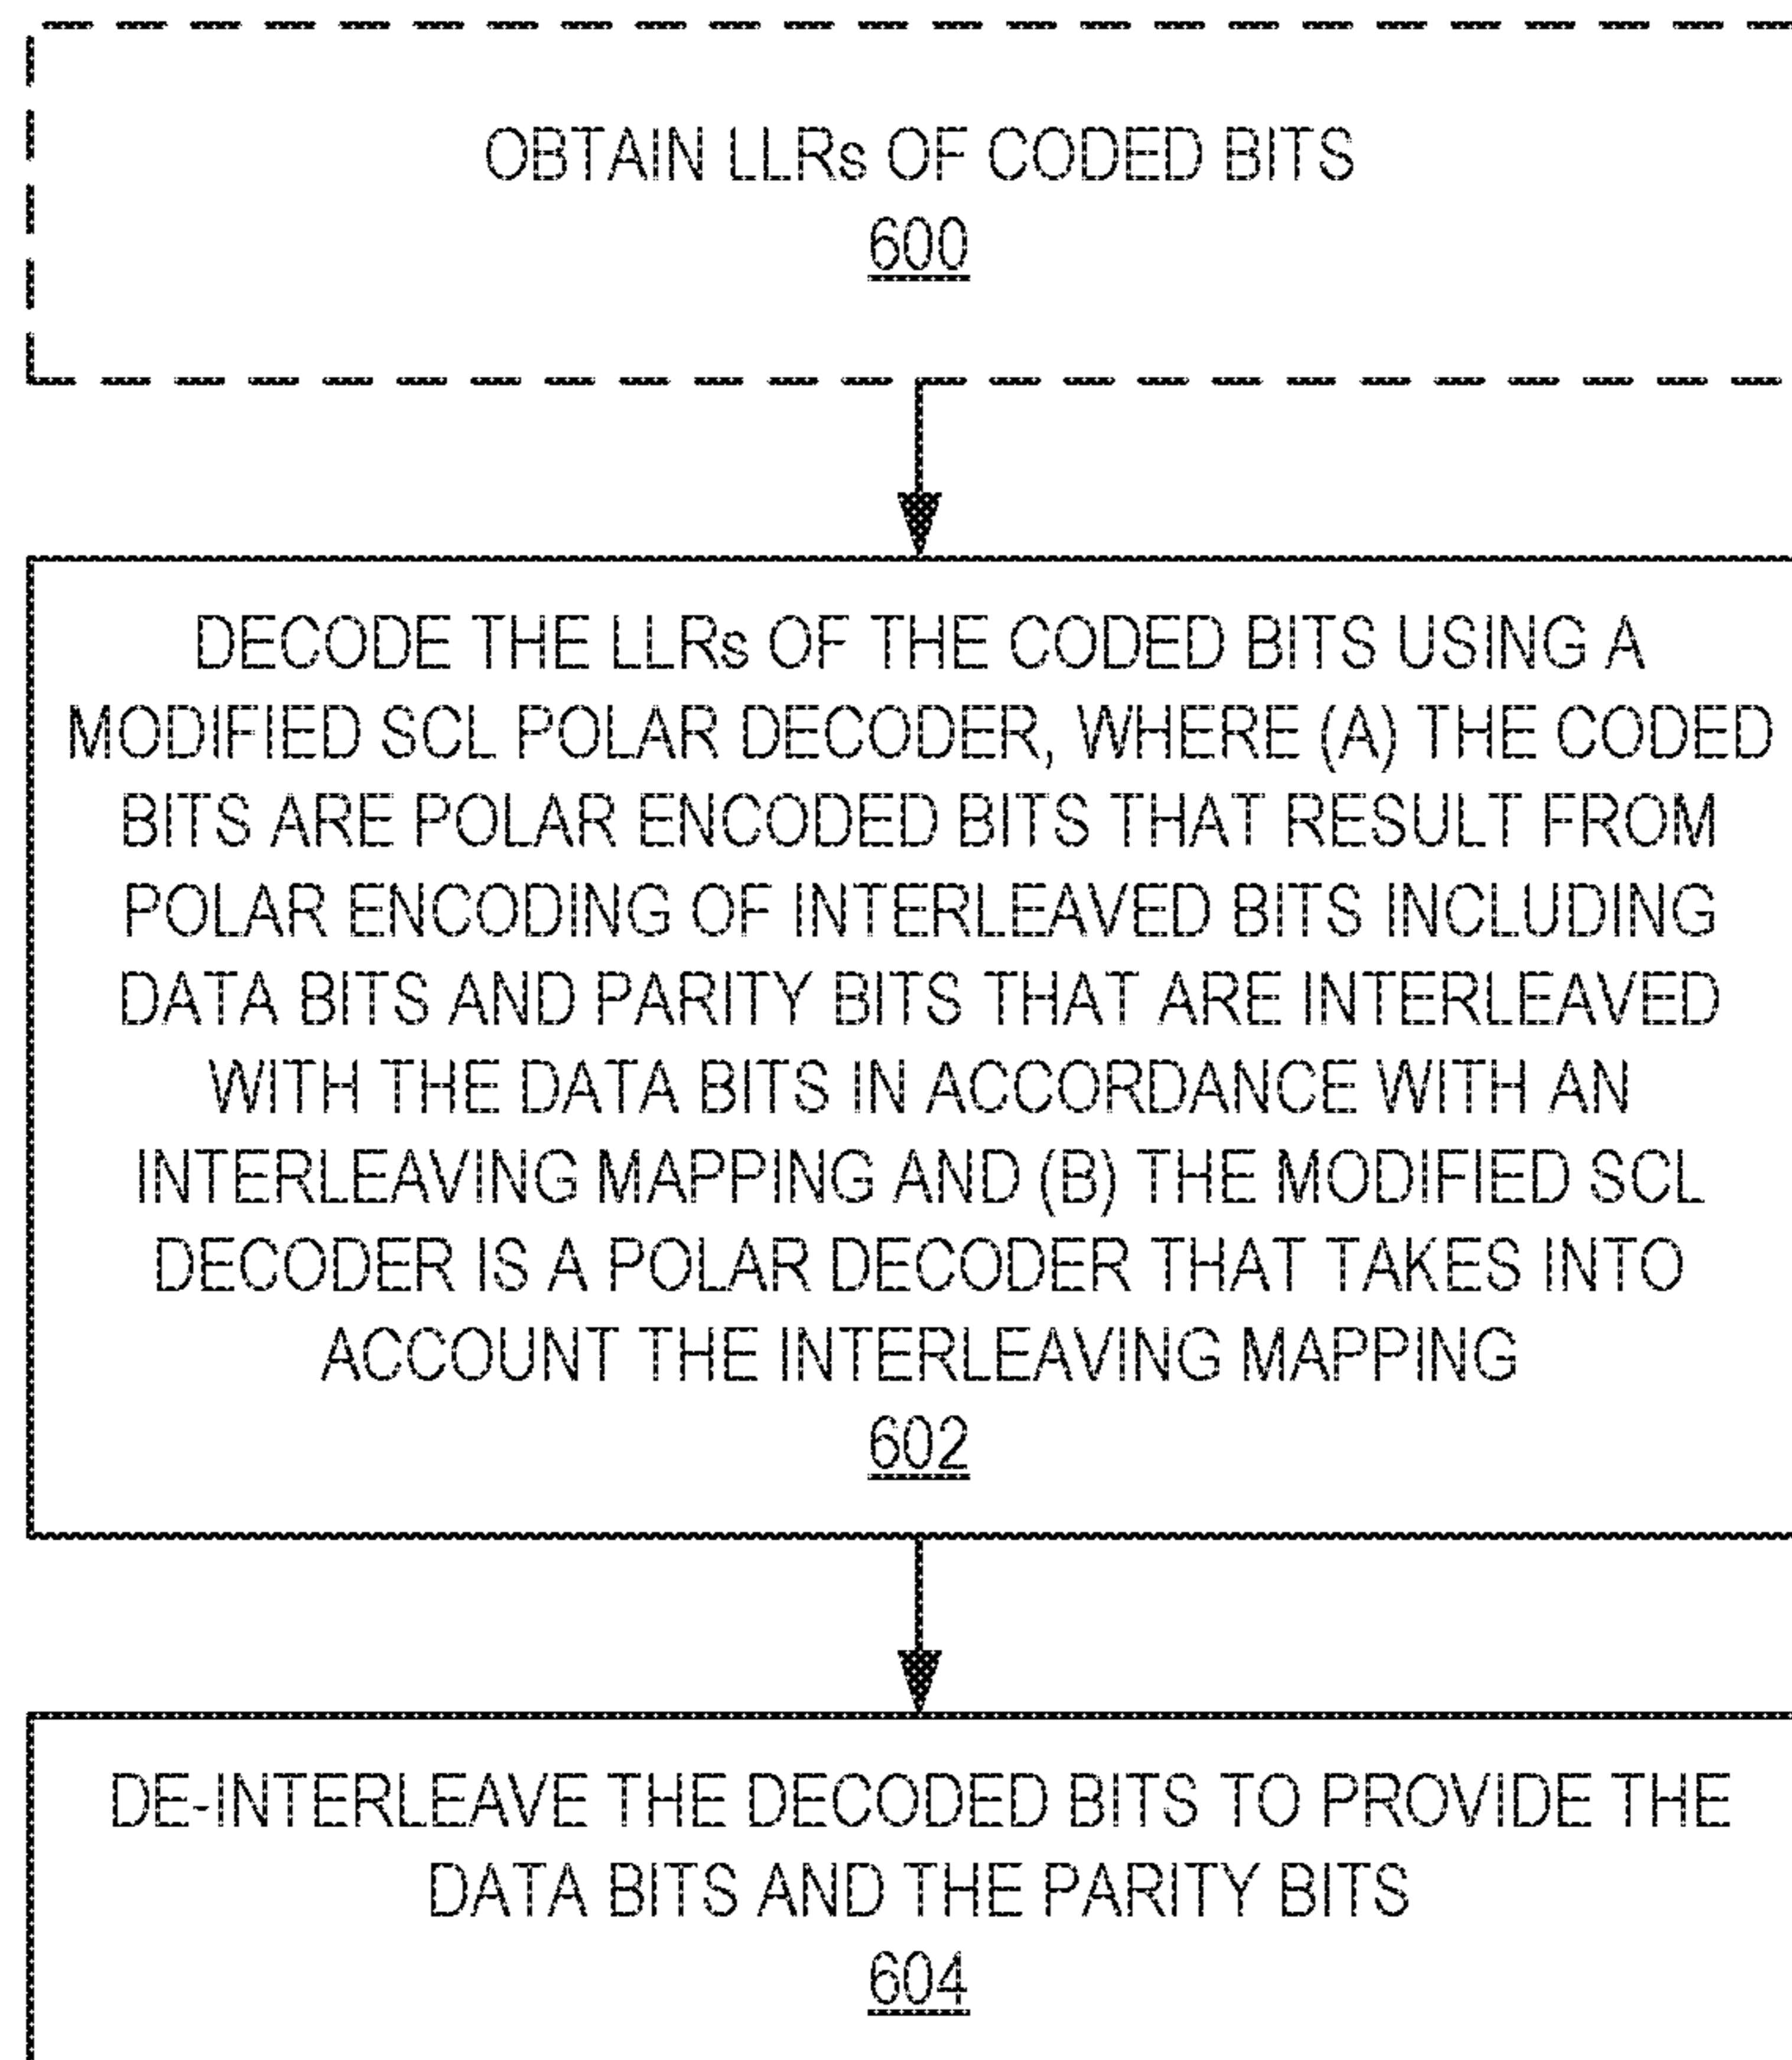 OBTAIN LLRs OF CODED BITS
600
DECODE THE LLRs OF THE CODED BITS USING A
MODIFIED SCL POLAR DECODER, WHERE (A) THE CODED
BITS ARE POLAR ENCODED BITS THAT RESULT FROM
POLAR ENCODING OF INTERLEAVED BITS INCLUDING
DATA BITS AND PARITY BITS THAT ARE INTERLEAVED
WITH THE DATA BITS IN ACCORDANCE WITH AN
INTERLEAVING MAPPING AND (B) THE MODIFIED SCL
DECODER IS A POLAR DECODER THAT TAKES INTO
ACCOUNT THE INTERLEAVING MAPPING
602
DE-INTERLEAVE THE DECODED BITS TO PROVIDE THE
DATA BITS AND THE PARITY BITS
604